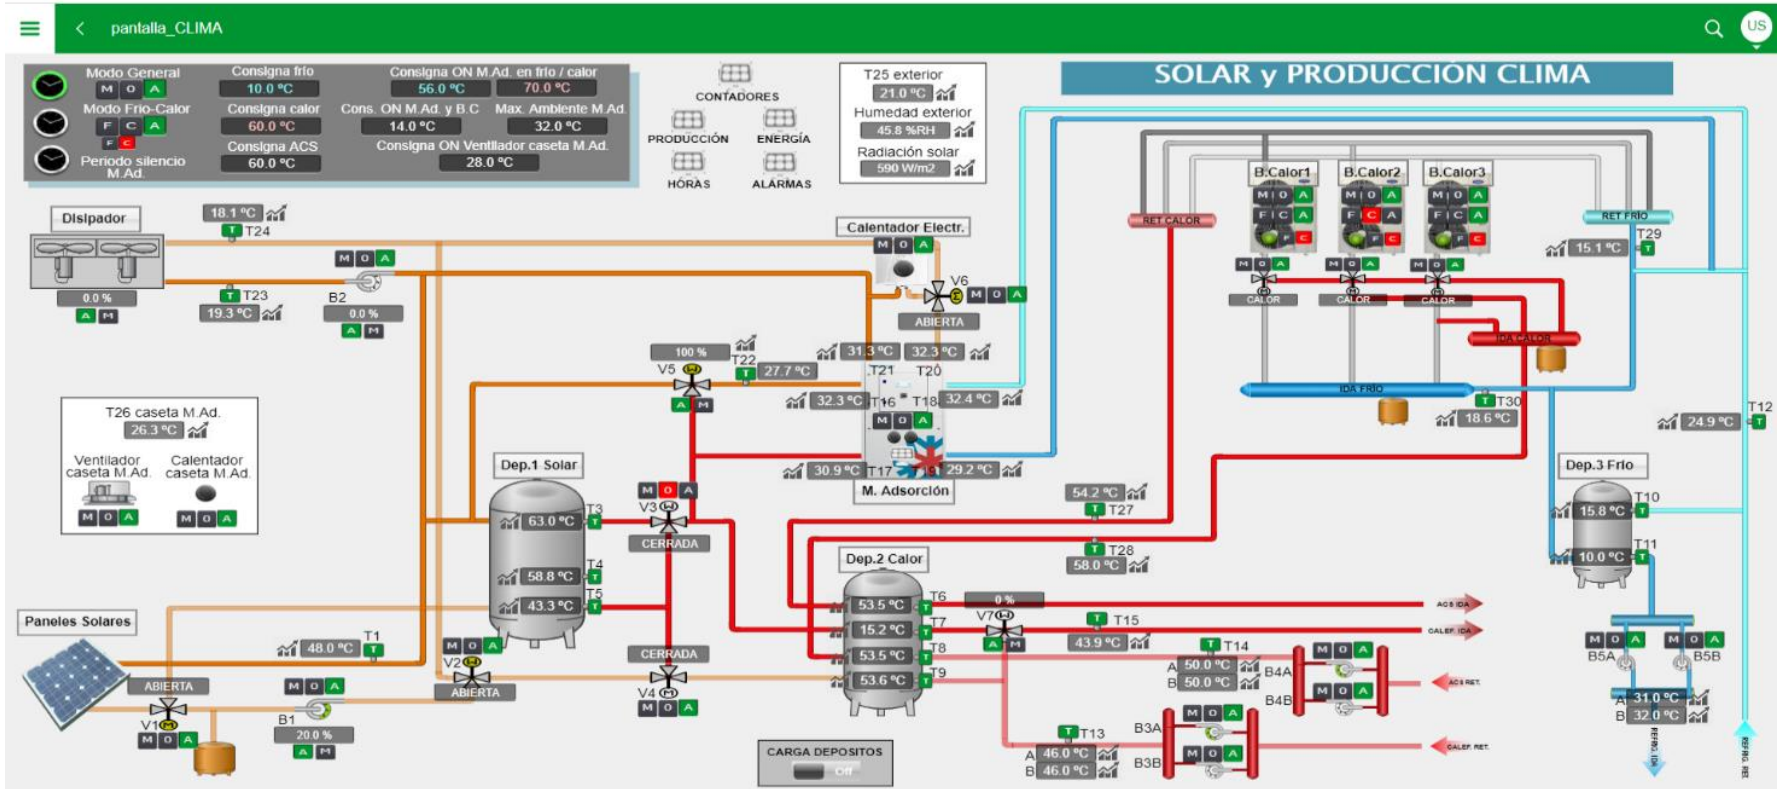 pantalla_CLIMA
US
SOLAR y PRODUCCIÓN CLIMA
Modo General
M O A
Modo Frío-Calor
F C A
F C
Periodo silencio
M.Ad.
Consigna frío
10.0 ºC
Consigna calor
60.0 ºC
Consigna ACS
60.0 ºC
Consigna ON M.Ad. en frío / calor
56.0 ºC
70.0 ºC
Cons. ON M.Ad. y B.C
14.0 ºC
Max. Ambiente M.Ad.
32.0 ºC
Consigna ON Ventilador caseta M.Ad.
28.0 ºC
CONTADORES
PRODUCCIÓN
ENERGÍA
HORAS
ALARMAS
T25 exterior
21.0 ºC
Humedad exterior
45.8 %RH
Radiación solar
590 W/m2
Disipador
0.0 %
A M
18.1 ºC
T T24
T T23
19.3 ºC
M O A
B2
0.0 %
A M
Calentador Electr.
M O A
V6
M O A
ABIERTA
B.Calor1
M O A
F C A
F C
M O A
CALOR
B.Calor2
M O A
F C A
F C
M O A
CALOR
B.Calor3
M O A
F C A
F C
M O A
CALOR
RET CALOR
RET FRÍO
T29
15.1 ºC
T
IDA CALOR
IDA FRÍO
T T30
18.6 ºC
T12
24.9 ºC
T
100 %
V5
A M
T22
T
27.7 ºC
31.3 ºC
32.3 ºC
T21
T20
32.3 ºC
T16
T18
32.4 ºC
M O A
30.9 ºC
T17
T19
29.2 ºC
M. Adsorción
T26 caseta M.Ad.
26.3 ºC
Ventilador
caseta M.Ad.
M O A
Calentador
caseta M.Ad.
M O A
Dep.1 Solar
T3
63.0 ºC
T
T4
58.8 ºC
T
T5
43.3 ºC
T
M O A
V3
CERRADA
CERRADA
V4
M O A
54.2 ºC
T T27
T T28
58.0 ºC
Dep.3 Frío
T10
15.8 ºC
T
T11
10.0 ºC
T
Dep.2 Calor
T6
53.5 ºC
T
T7
15.2 ºC
T
T8
53.5 ºC
T
T9
53.6 ºC
T
0 %
V7
A M
T T15
43.9 ºC
ACS IDA
CALEF. IDA
T T14
A 50.0 ºC
B 50.0 ºC
B4A
M O A
B4B
M O A
ACS RET.
T T13
A 46.0 ºC
B 46.0 ºC
B3A
M O A
B3B
M O A
CALEF. RET.
M O A
B5A
M O A
B5B
A 31.0 ºC
B 32.0 ºC
REFRIG. IDA
REFRIG. RET.
Paneles Solares
48.0 ºC
T1
T
ABIERTA
V1
M O A
M O A
B1
20.0 %
A M
M O A
V2
ABIERTA
CARGA DEPOSITOS
Off